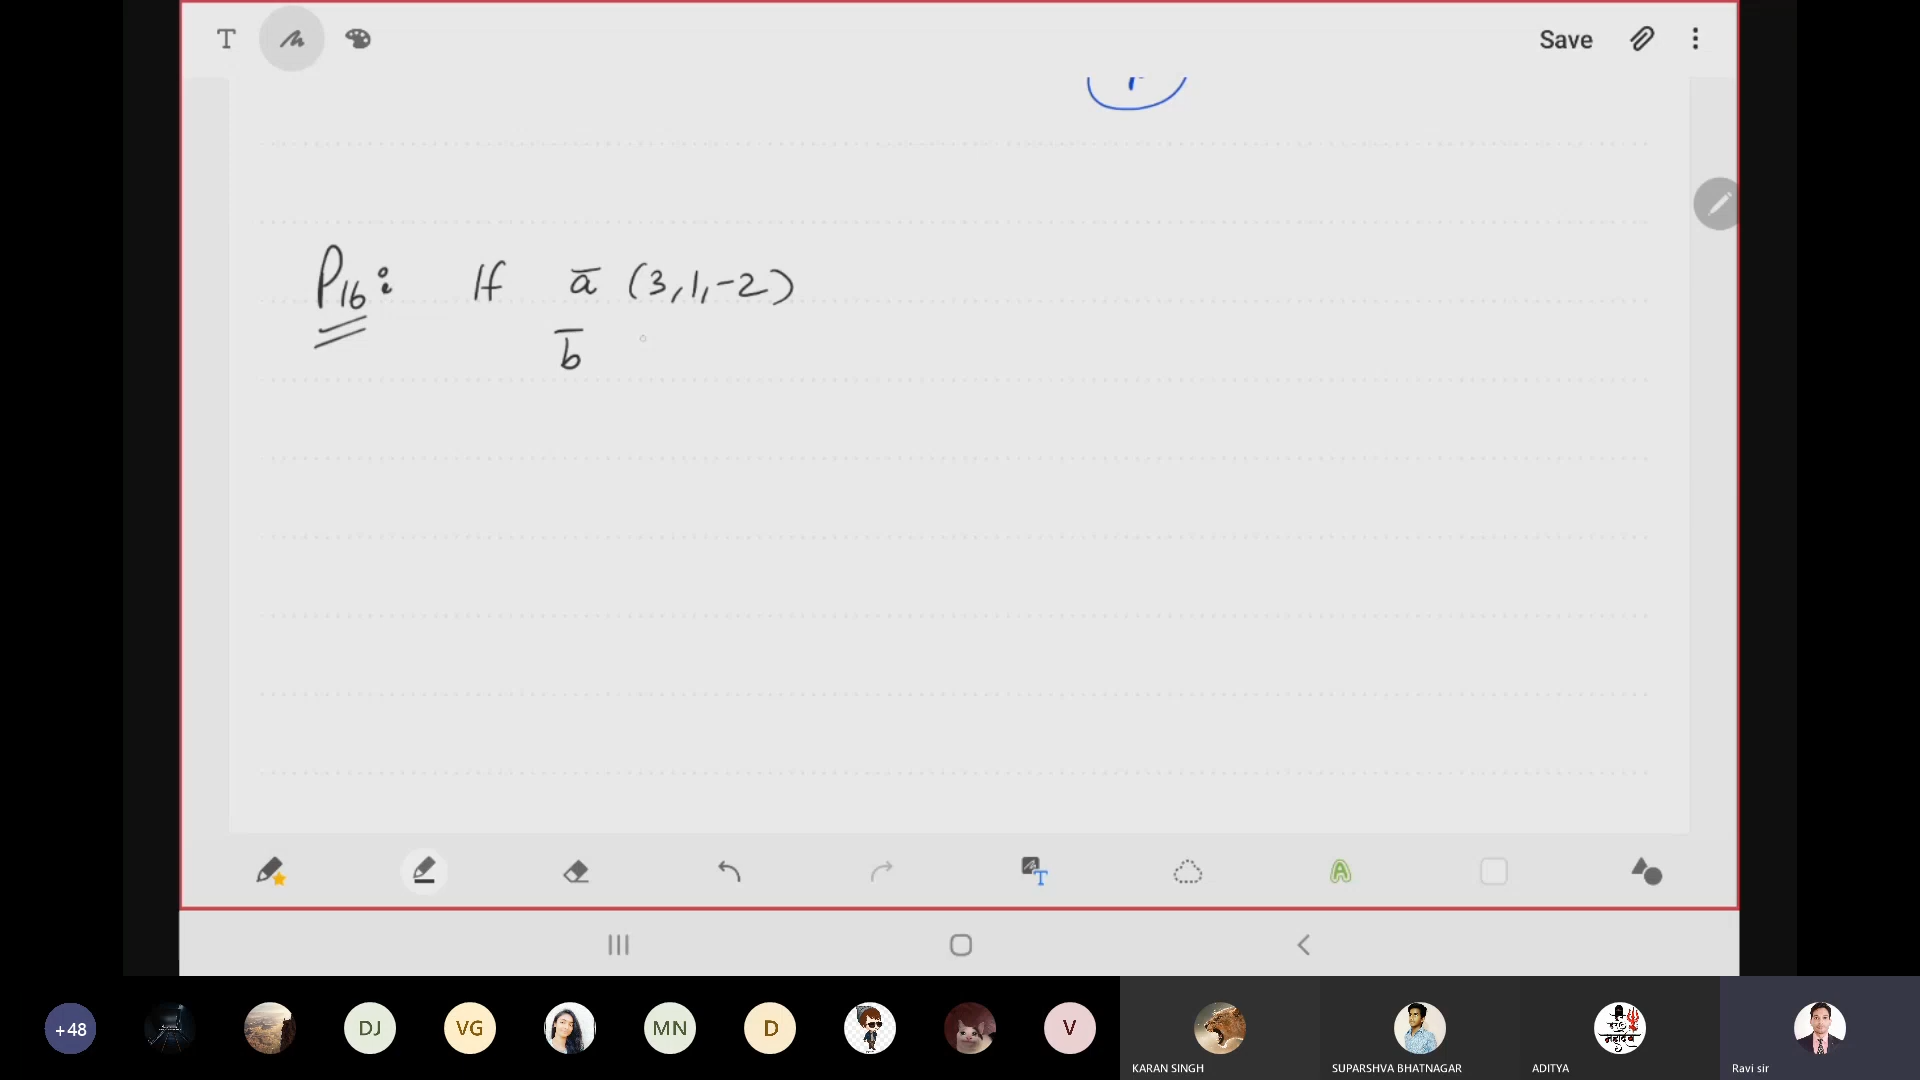 T
Save
P16: If a̅ (3,1,-2)
b̅
T
A
+48
DJ
VG
MN
D
V
KARAN SINGH
SUPARSHVA BHATNAGAR
ADITYA
Ravi sir